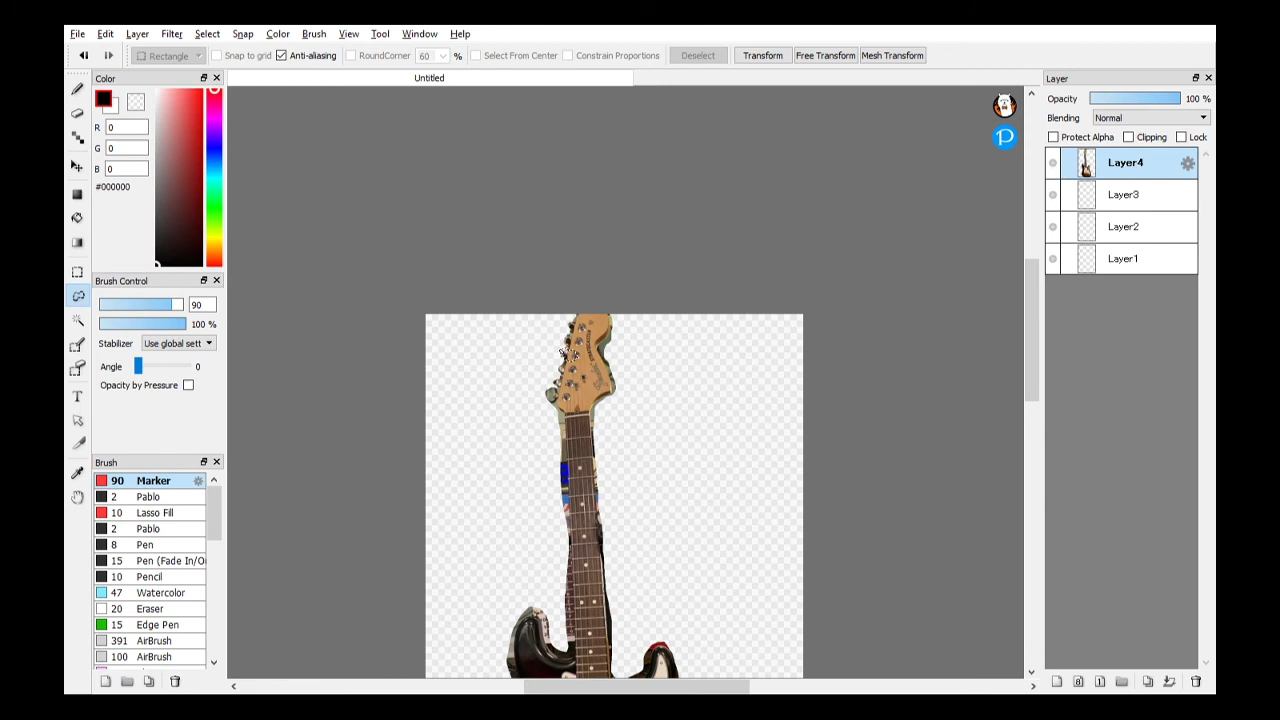 File Edit Layer Filter Select Snap Color Brush View Tool Window Help
Rectangle Snap to grid Anti-aliasing RoundCorner 60 % Select From Center Constrain Proportions Deselect Transform Free Transform Mesh Transform
Color
Untitled
Layer
R 0
G 0
B 0
#000000
Opacity 100 %
Blending Normal
Protect Alpha Clipping Lock
Layer4
Layer3
Layer2
Layer1
Brush Control
90
100 %
Stabilizer Use global sett
Angle 0
Opacity by Pressure
Brush
90 Marker
2 Pablo
10 Lasso Fill
2 Pablo
8 Pen
15 Pen (Fade In/O
10 Pencil
47 Watercolor
20 Eraser
15 Edge Pen
391 AirBrush
100 AirBrush
T
P
8
1